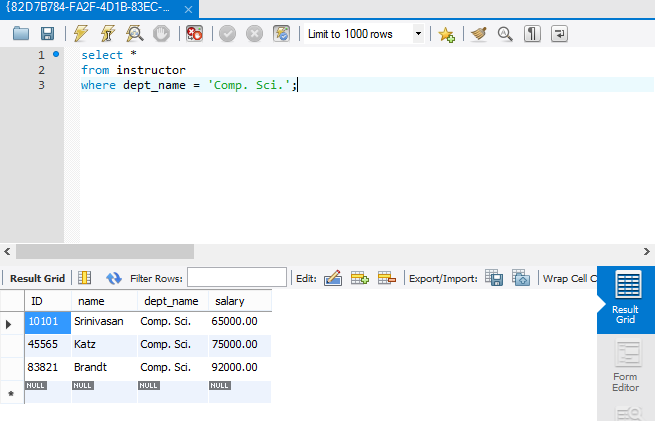 {82D7B784-FA2F-4D1B-83EC-...
Limit to 1000 rows
1 select *
2 from instructor
3 where dept_name = 'Comp. Sci.';
Result Grid Filter Rows: Edit: Export/Import: Wrap Cell C
ID name dept_name salary
10101 Srinivasan Comp. Sci. 65000.00
45565 Katz Comp. Sci. 75000.00
83821 Brandt Comp. Sci. 92000.00
NULL NULL NULL NULL
Result
Grid
Form
Editor